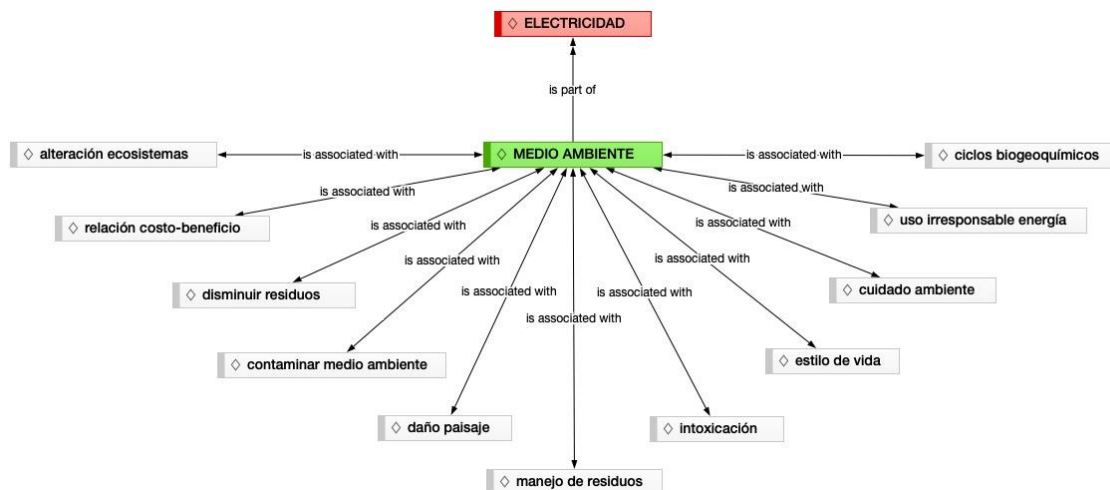 ELECTRICIDAD
is part of
alteración ecosistemas
is associated with
MEDIO AMBIENTE
is associated with
ciclos biogeoquímicos
is associated with
is associated with
relación costo-beneficio
is associated with
is associated with
uso irresponsable energía
is associated with
is associated with
disminuir residuos
is associated with
is associated with
cuidado ambiente
is associated with
contaminar medio ambiente
estilo de vida
daño paisaje
intoxicación
manejo de residuos